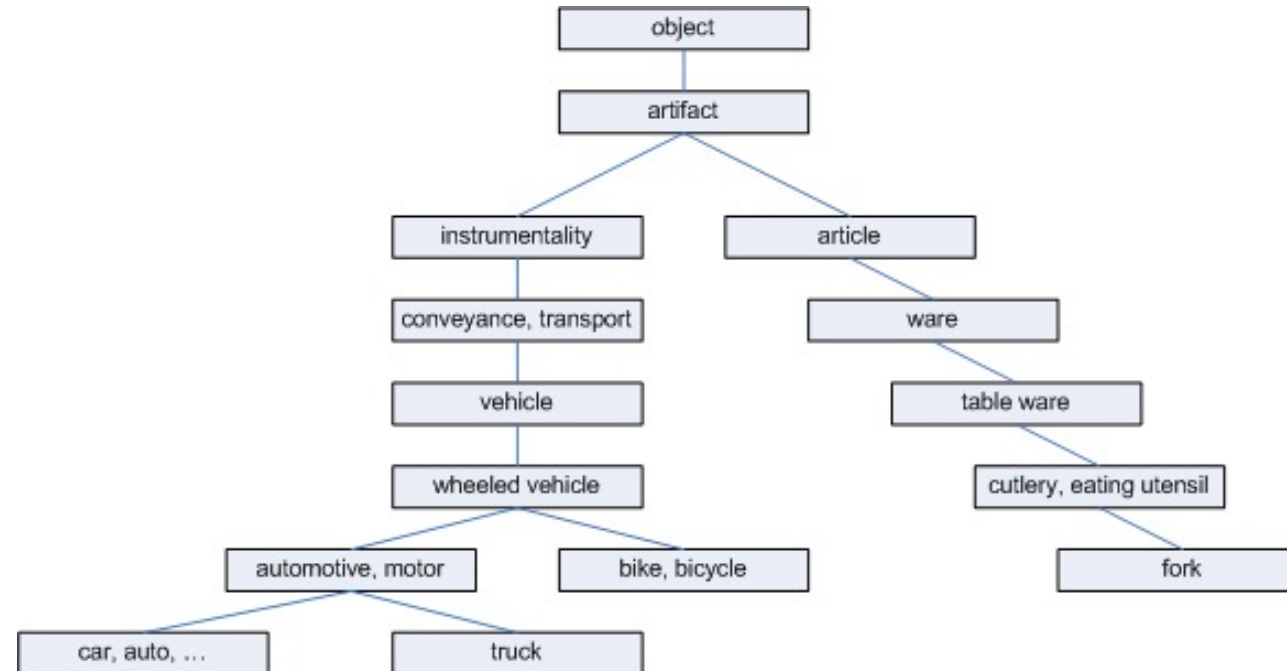 object
artifact
instrumentality
article
conveyance, transport
ware
vehicle
table ware
wheeled vehicle
cutlery, eating utensil
automotive, motor
bike, bicycle
fork
car, auto, …
truck